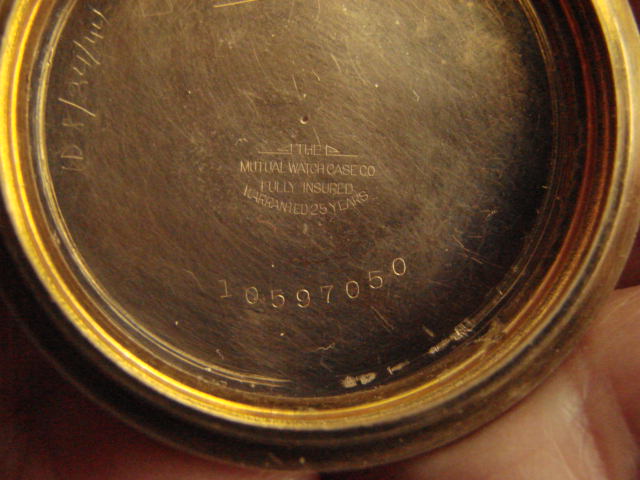 THE
MUTUAL WATCH CASE CO
FULLY INSURED
WARRANTED 25 YEARS
10597050